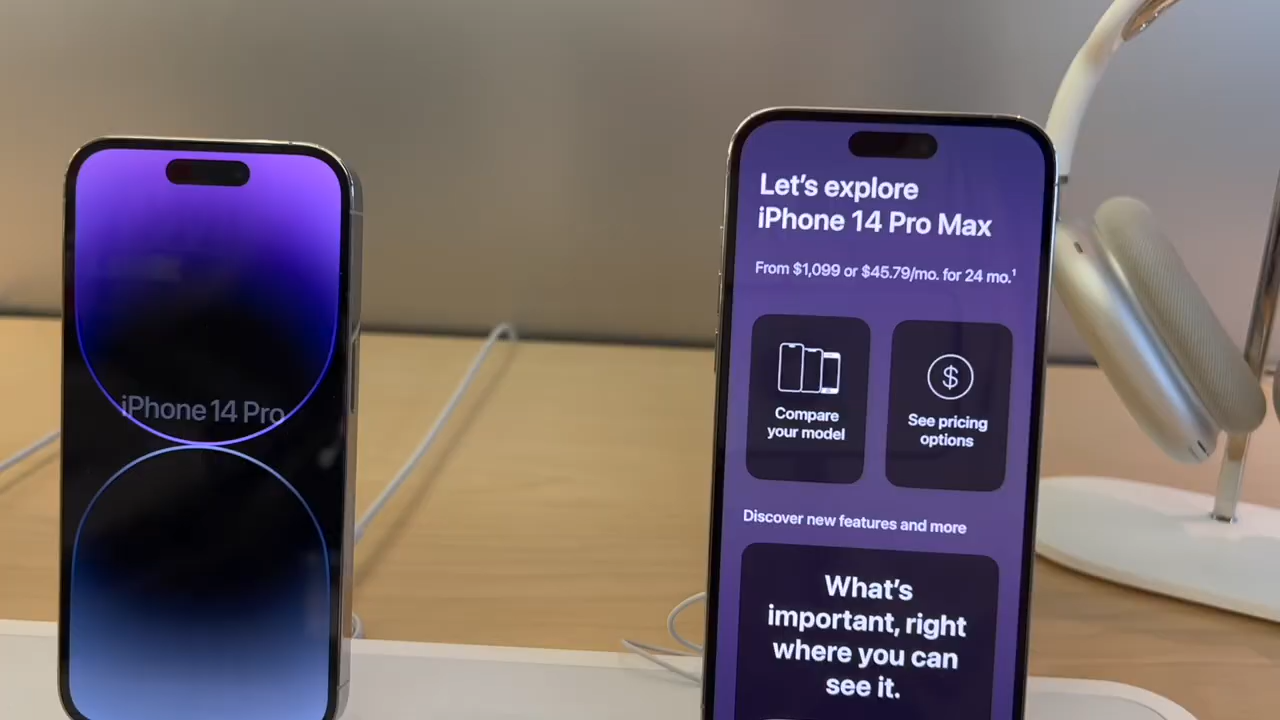 iPhone 14 Pro
Let's explore
iPhone 14 Pro Max
From $1,099 or $45.79/mo. for 24 mo.¹
Compare
your model
See pricing
options
Discover new features and more
What's
important, right
where you can
see it.